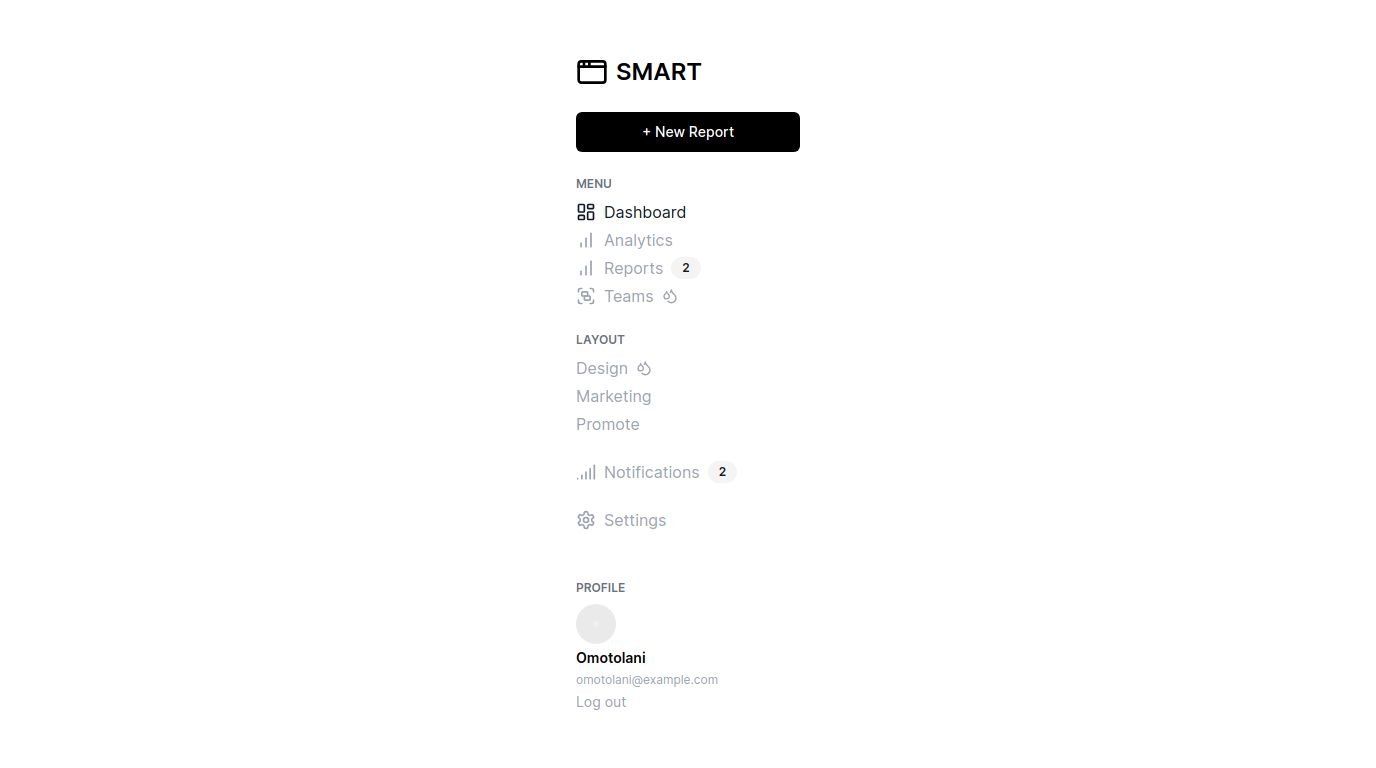 SMART
+ New Report
MENU
Dashboard
Analytics
Reports 2
Teams
LAYOUT
Design
Marketing
Promote
Notifications 2
Settings
PROFILE
Omotolani
omotolani@example.com
Log out